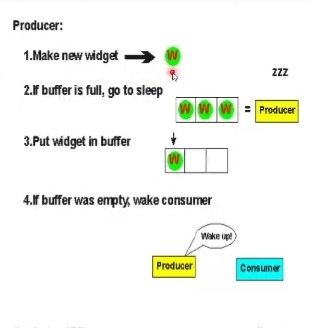 Producer:
1.Make new widget
W
zzz
2.If buffer is full, go to sleep
W W W = Producer
3.Put widget in buffer
W
4.If buffer was empty, wake consumer
Wake up!
Producer
Consumer